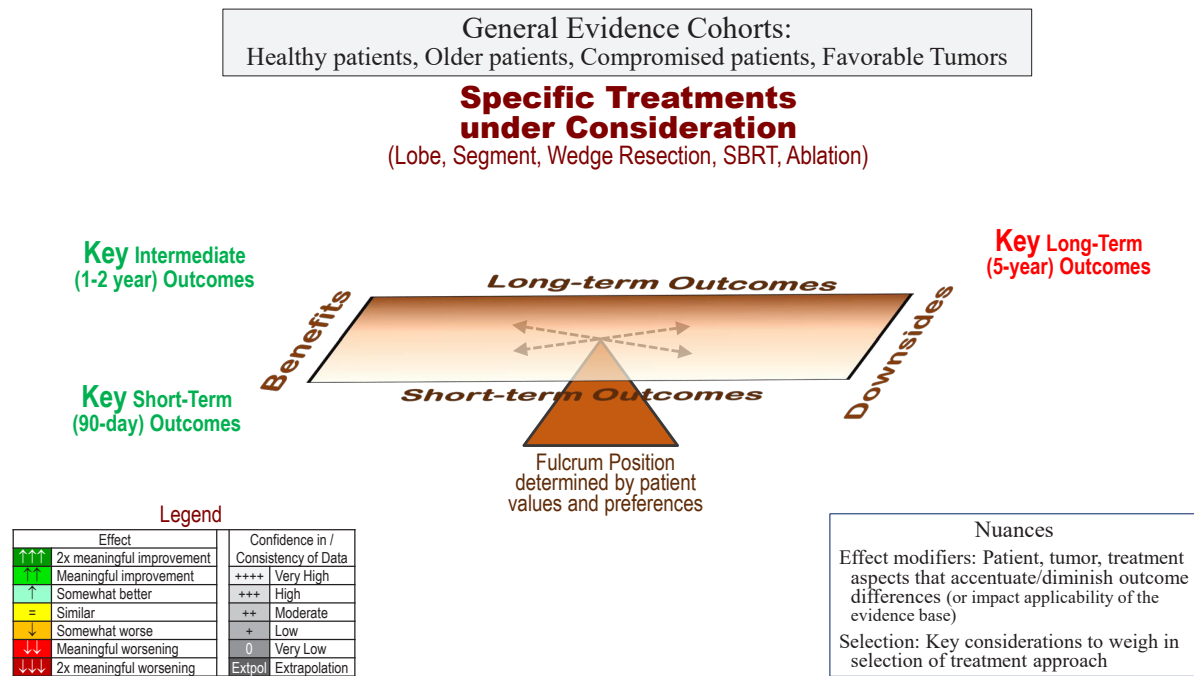 General Evidence Cohorts:
Healthy patients, Older patients, Compromised patients, Favorable Tumors
Specific Treatments
under Consideration
(Lobe, Segment, Wedge Resection, SBRT, Ablation)
Key Intermediate
(1-2 year) Outcomes
Key Long-Term
(5-year) Outcomes
Long-term Outcomes
Benefits
Downsides
Key Short-Term
(90-day) Outcomes
Short-term Outcomes
Fulcrum Position
determined by patient
values and preferences
Legend
Effect
↑↑↑ 2x meaningful improvement
↑↑ Meaningful improvement
↑ Somewhat better
= Similar
↓ Somewhat worse
↓↓ Meaningful worsening
↓↓↓ 2x meaningful worsening
Confidence in /
Consistency of Data
++++ Very High
+++ High
++ Moderate
+ Low
0 Very Low
Extpol Extrapolation
Nuances
Effect modifiers: Patient, tumor, treatment
aspects that accentuate/diminish outcome
differences (or impact applicability of the
evidence base)
Selection: Key considerations to weigh in
selection of treatment approach